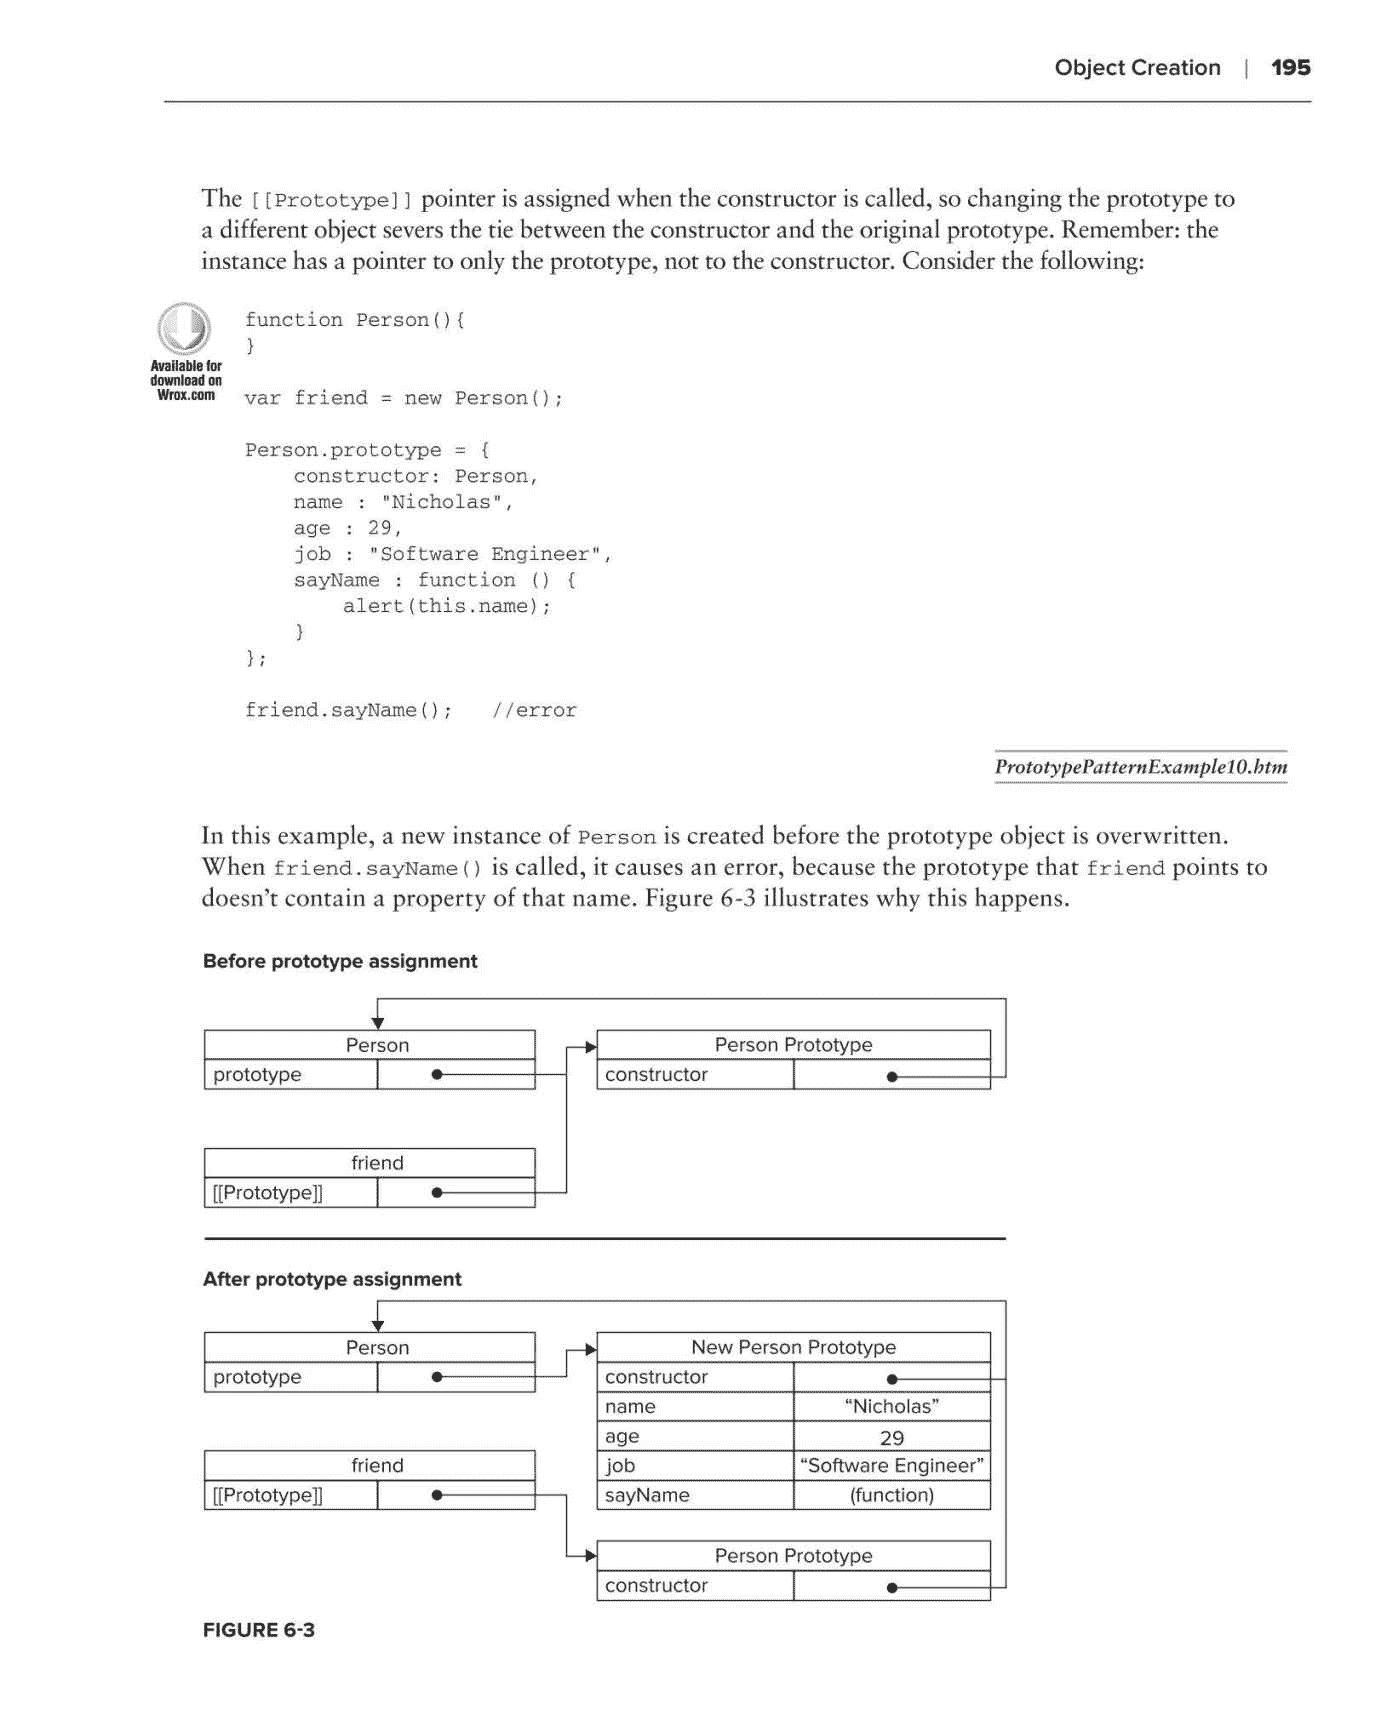 Object Creation | 195
The [[Prototype]] pointer is assigned when the constructor is called, so changing the prototype to
a different object severs the tie between the constructor and the original prototype. Remember: the
instance has a pointer to only the prototype, not to the constructor. Consider the following:
Available for
download on
Wrox.com
function Person(){
}
var friend = new Person();
Person.prototype = {
constructor: Person,
name : "Nicholas",
age : 29,
job : "Software Engineer",
sayName : function () {
alert(this.name);
}
};
friend.sayName(); //error
PrototypePatternExample10.htm
In this example, a new instance of Person is created before the prototype object is overwritten.
When friend.sayName() is called, it causes an error, because the prototype that friend points to
doesn’t contain a property of that name. Figure 6-3 illustrates why this happens.
Before prototype assignment
Person
prototype
Person Prototype
constructor
friend
[[Prototype]]
After prototype assignment
Person
prototype
New Person Prototype
constructor
name “Nicholas”
age 29
job “Software Engineer”
sayName (function)
friend
[[Prototype]]
Person Prototype
constructor
FIGURE 6-3